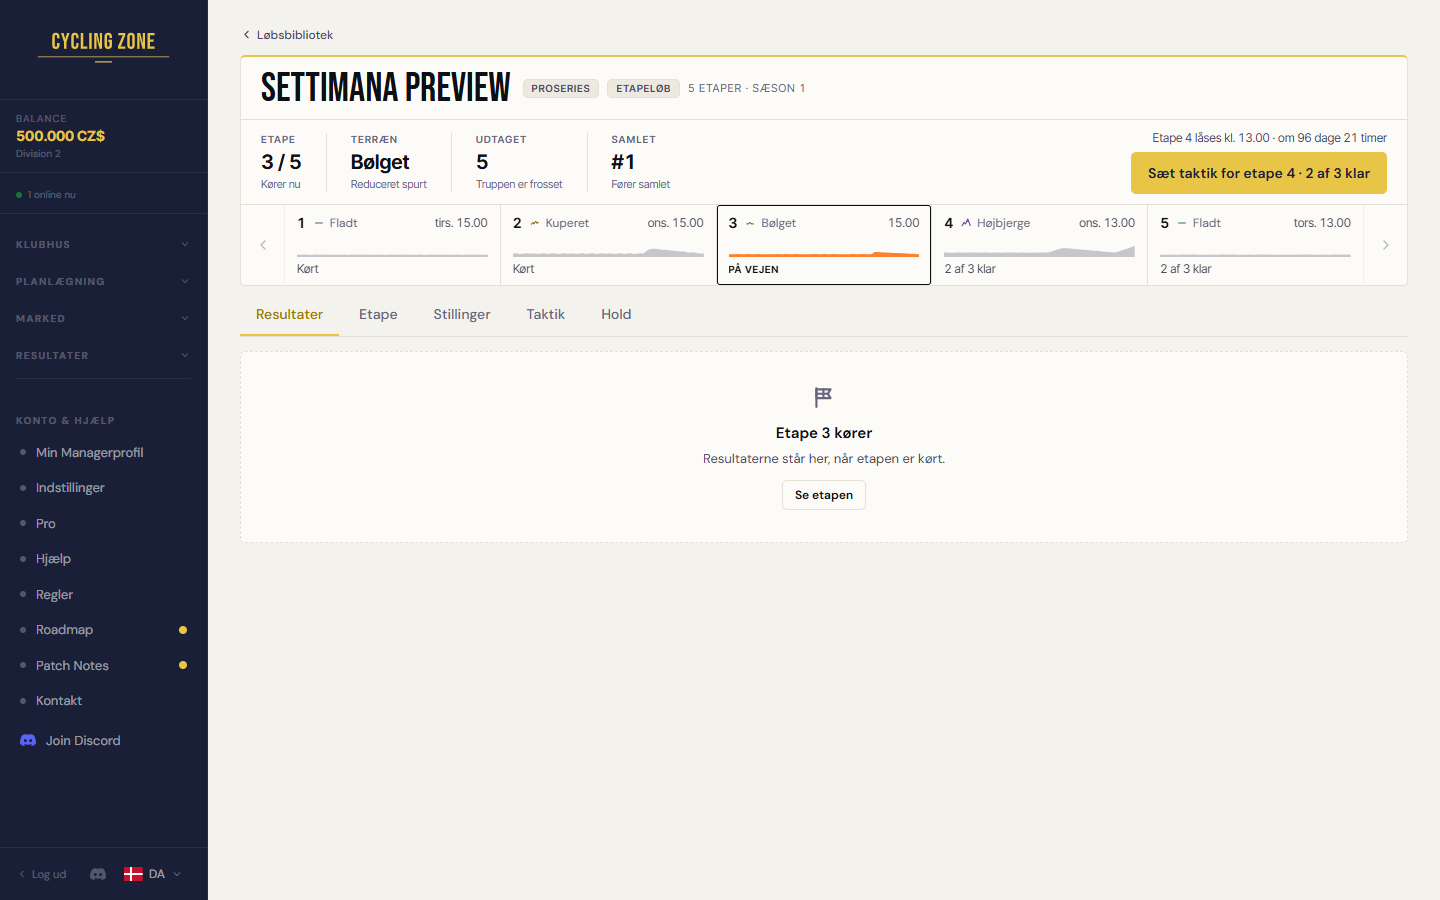 CYCLING ZONE
BALANCE
500.000 CZ$
Division 2
1 online nu
KLUBHUS
PLANLÆGNING
MARKED
RESULTATER
KONTO & HJÆLP
Min Managerprofil
Indstillinger
Pro
Hjælp
Regler
Roadmap
Patch Notes
Kontakt
Join Discord
Log ud
DA
Løbsbibliotek
SETTIMANA PREVIEW PROSERIES ETAPELØB 5 ETAPER · SÆSON 1
ETAPE
3 / 5
Kører nu
TERRÆN
Bølget
Reduceret spurt
UDTAGET
5
Truppen er frosset
SAMLET
#1
Fører samlet
Etape 4 låses kl. 13.00 · om 96 dage 21 timer
Sæt taktik for etape 4 · 2 af 3 klar
1 Fladt tirs. 15.00
Kørt
2 Kuperet ons. 15.00
Kørt
3 Bølget 15.00
PÅ VEJEN
4 Højbjerge ons. 13.00
2 af 3 klar
5 Fladt tors. 13.00
2 af 3 klar
Resultater Etape Stillinger Taktik Hold
Etape 3 kører
Resultaterne står her, når etapen er kørt.
Se etapen